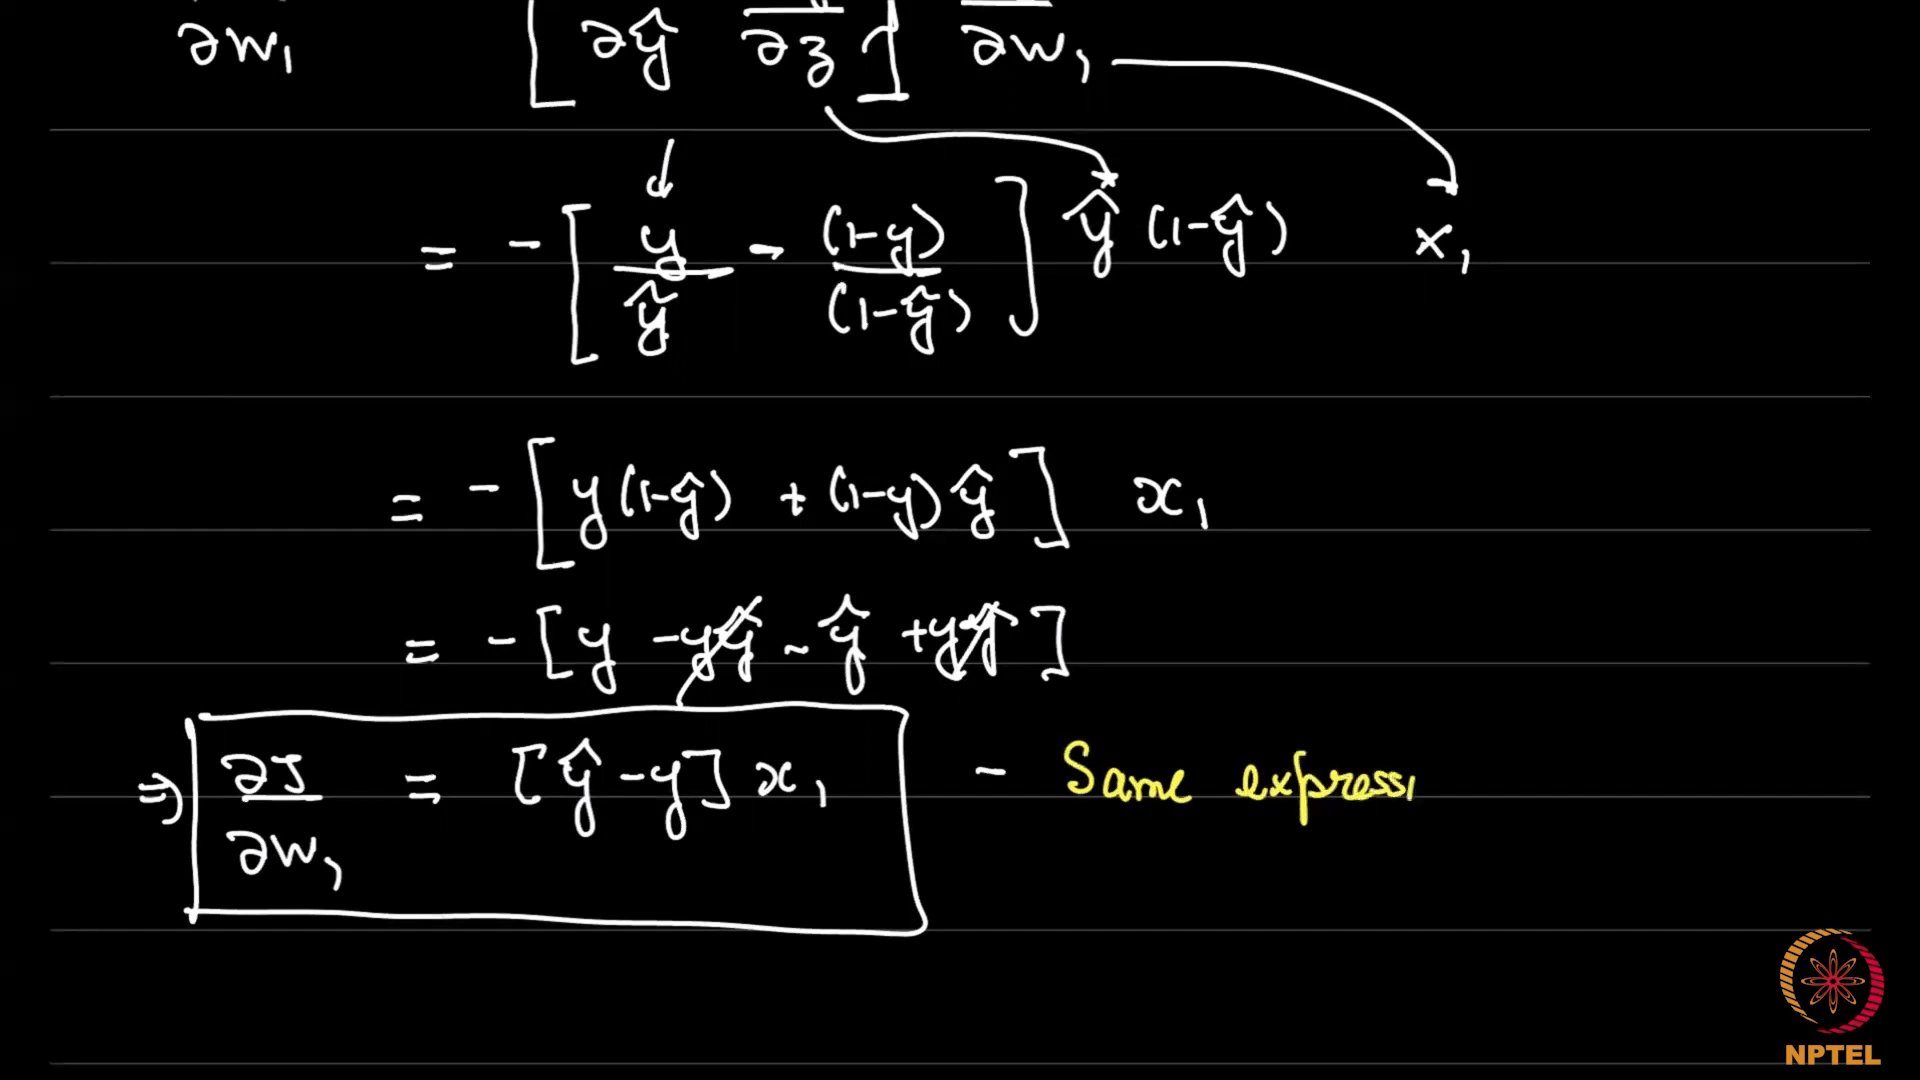 ∂w₁ [∂ŷ ∂z] ∂w₁
= - [y/ŷ - (1-y)/(1-ŷ)] ŷ(1-ŷ) x₁
= - [y(1-ŷ) + (1-y)ŷ] x₁
= - [y - yŷ - ŷ + yŷ]
⇒ ∂J/∂w₁ = [ŷ - y] x₁ - Same expressi
NPTEL